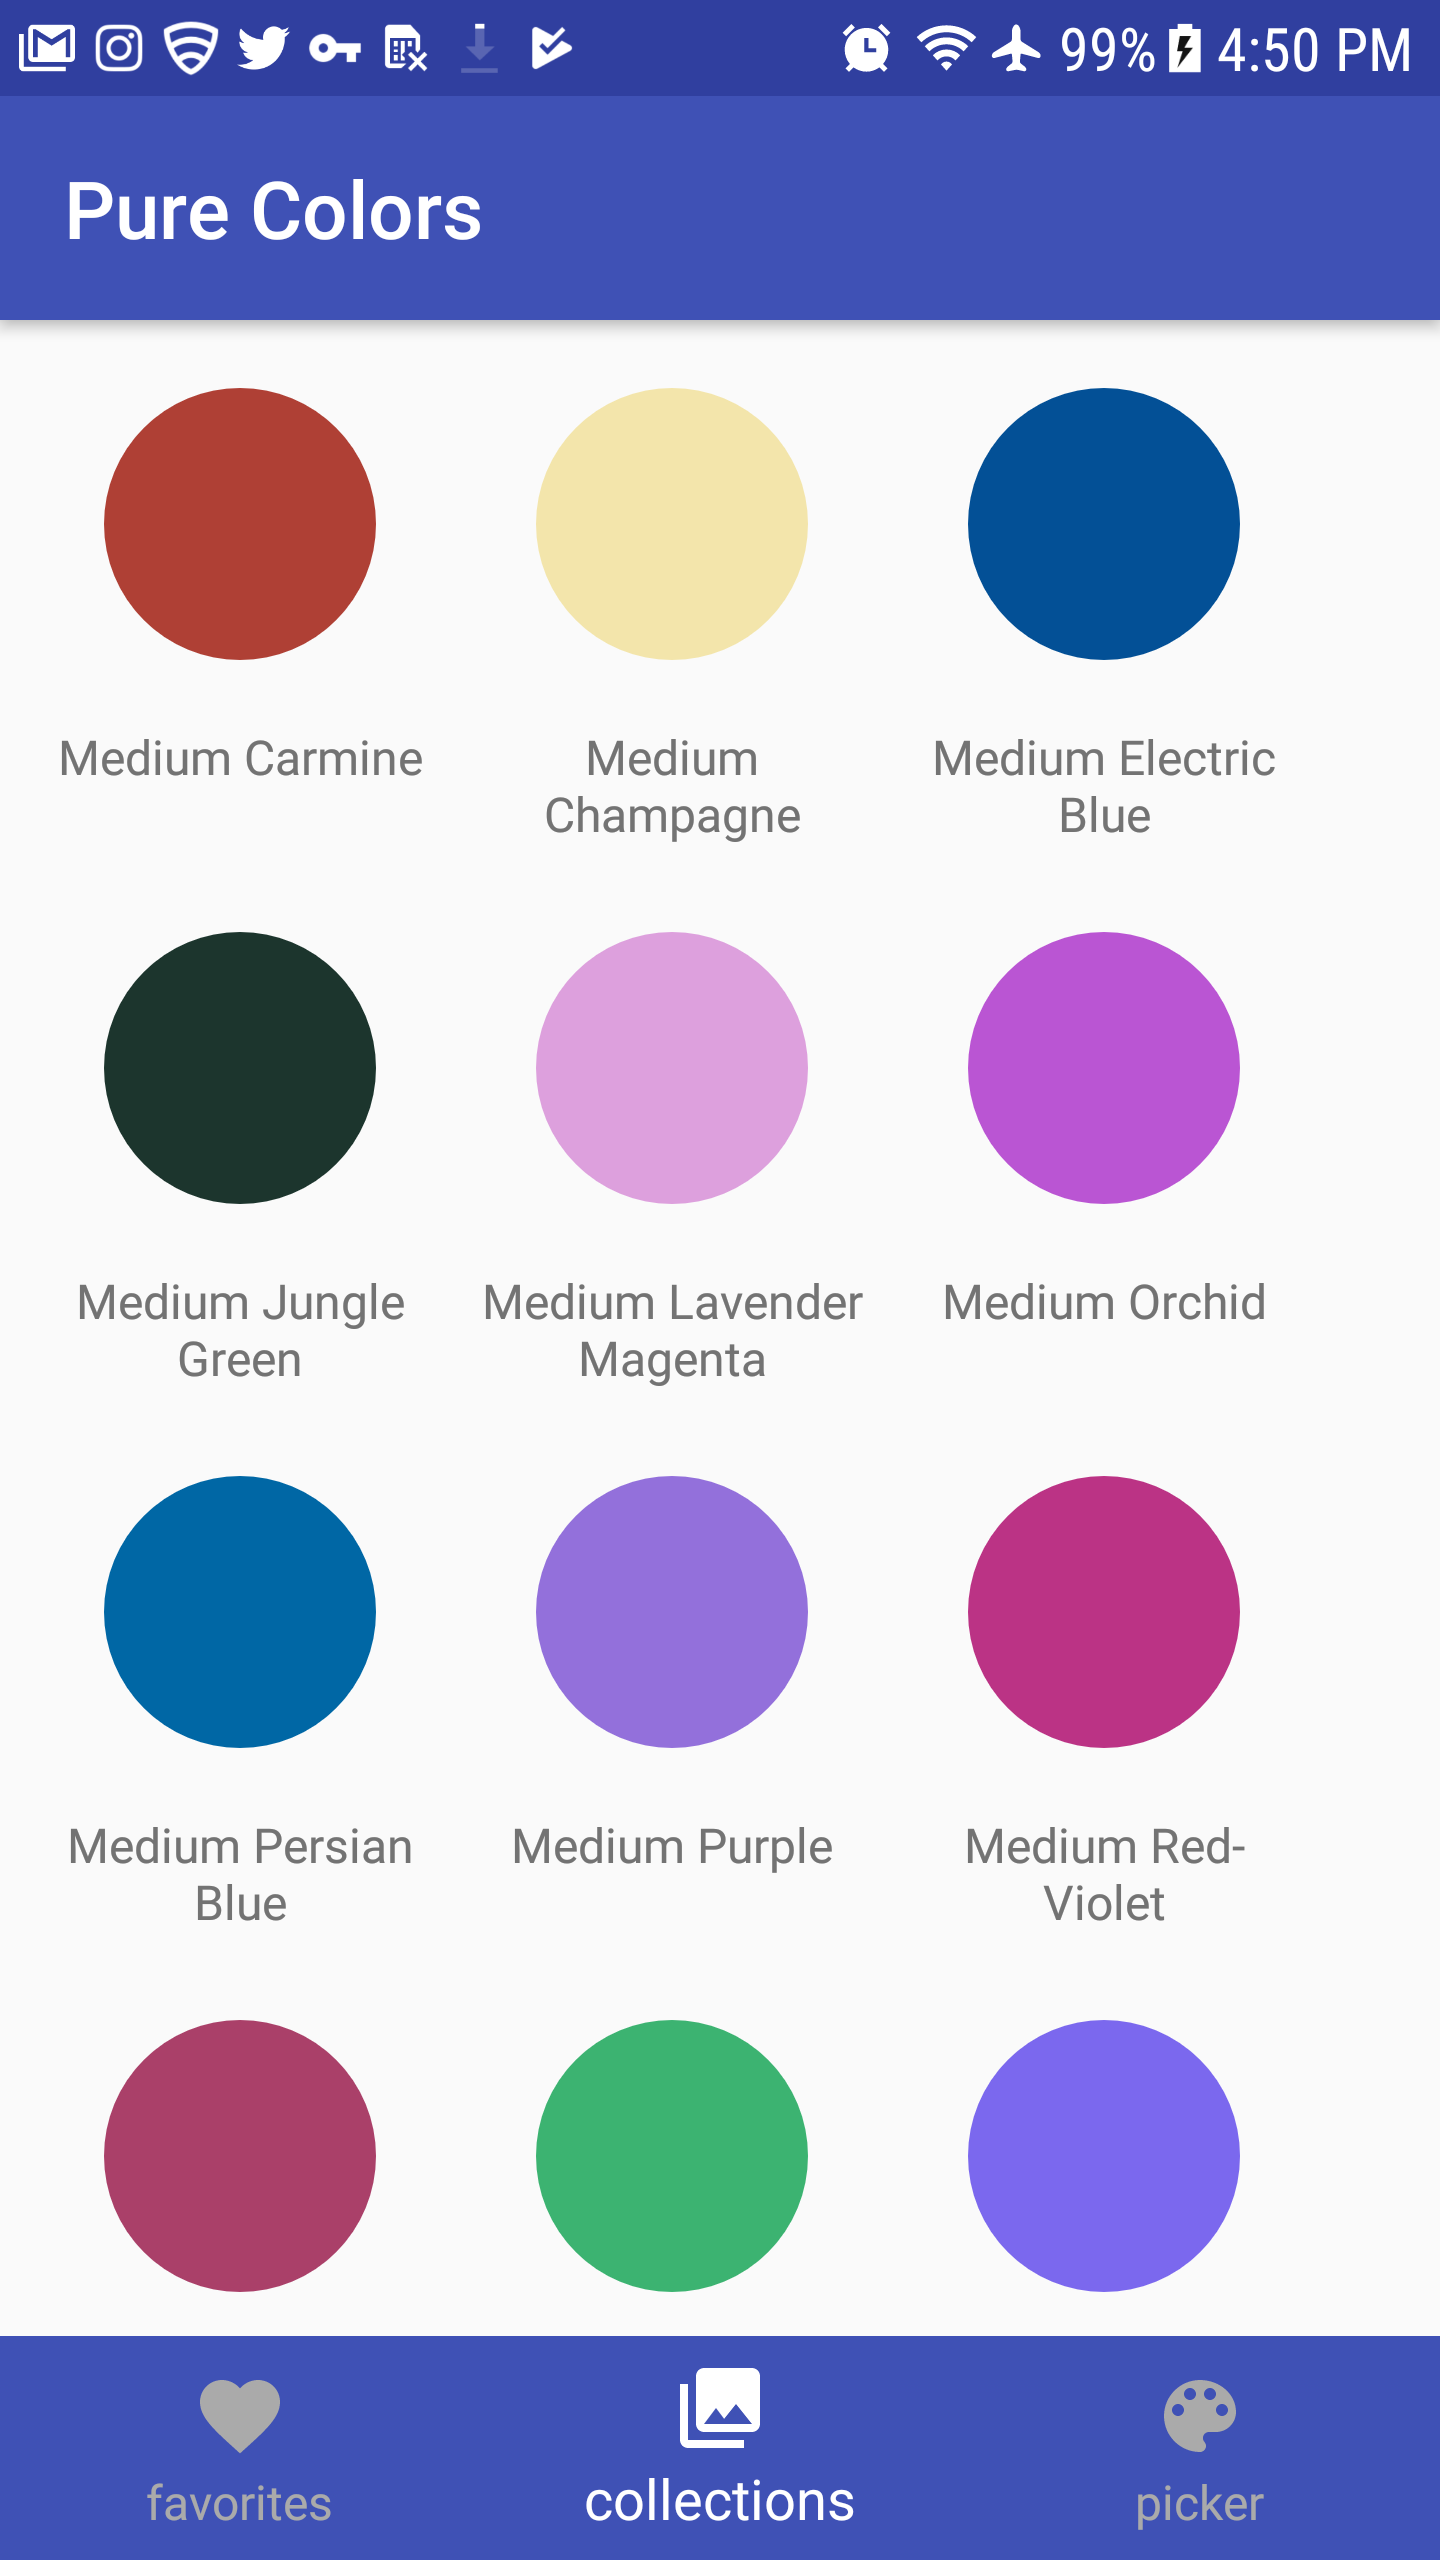 99% 4:50 PM
Pure Colors
Medium Carmine
Medium
Champagne
Medium Electric
Blue
Medium Jungle
Green
Medium Lavender
Magenta
Medium Orchid
Medium Persian
Blue
Medium Purple
Medium Red-
Violet
favorites
collections
picker